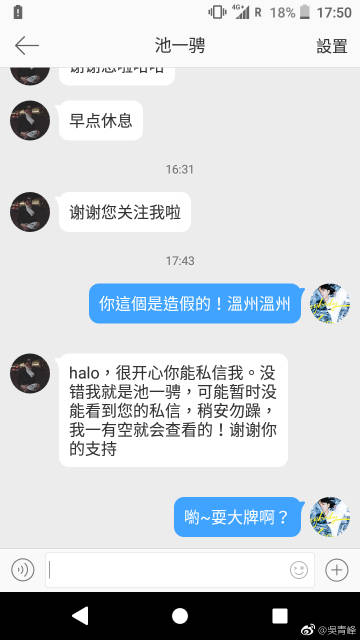 4G R 18% 17:50
池一骋 設置
谢谢您啦哈哈
早点休息
16:31
谢谢您关注我啦
17:43
你這個是造假的！溫州溫州
halo，很开心你能私信我。没
错我就是池一骋，可能暂时没
能看到您的私信，稍安勿躁，
我一有空就会查看的！谢谢你
的支持
喲~耍大牌啊？
@吳青峰